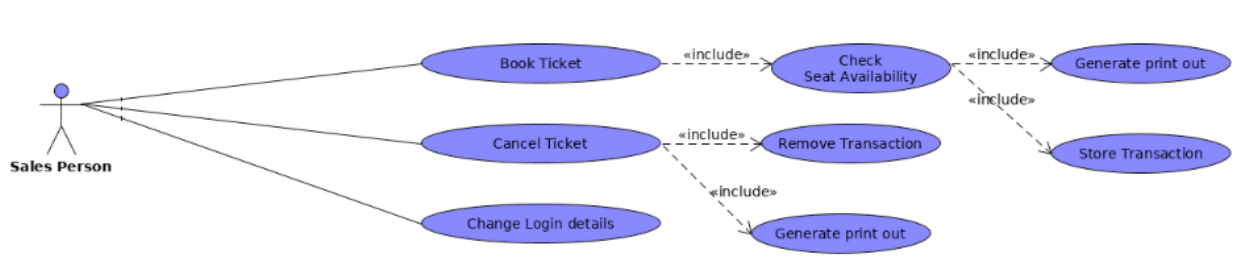 Book Ticket
«include»
Check
Seat Availability
«include»
Generate print out
«include»
Sales Person
Cancel Ticket
«include»
Remove Transaction
Store Transaction
«include»
Change Login details
Generate print out